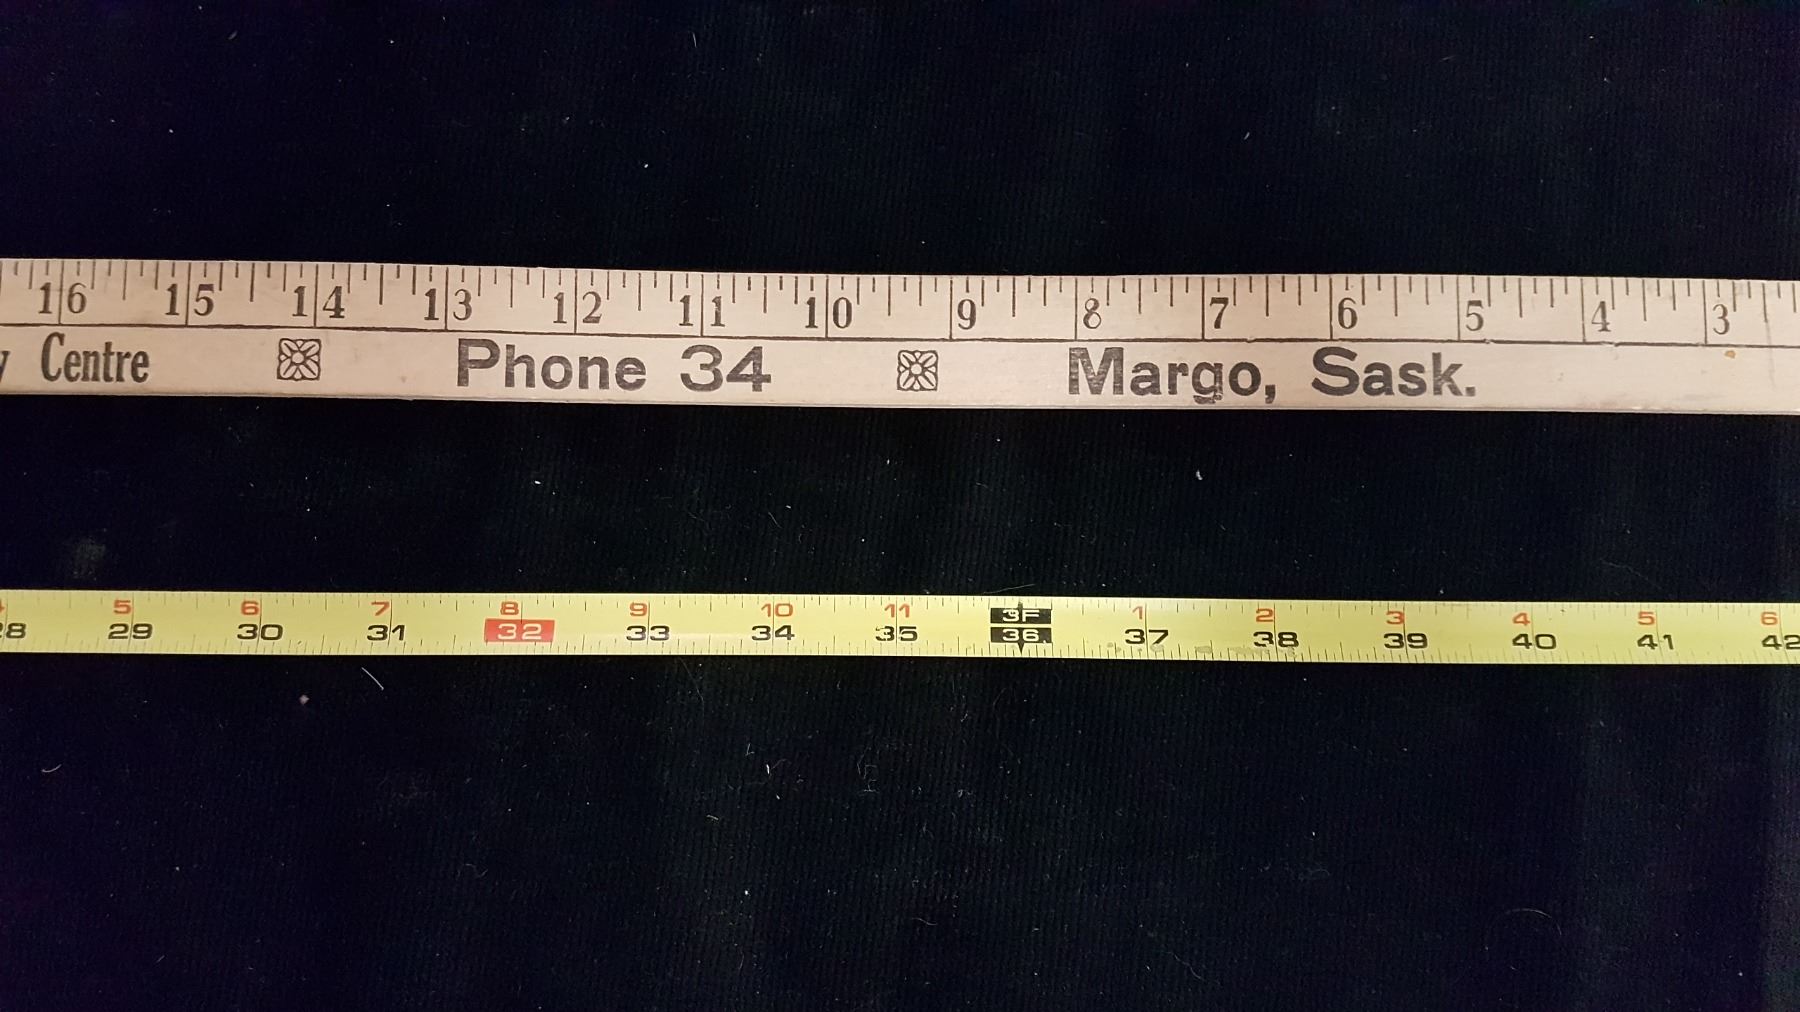 16 15 14 13 12 11 10 9 8 7 6 5 4 3
Centre Phone 34 Margo, Sask.
5 6 7 8 9 10 11 3F 1 2 3 4 5 6
28 29 30 31 32 33 34 35 36 37 38 39 40 41 42